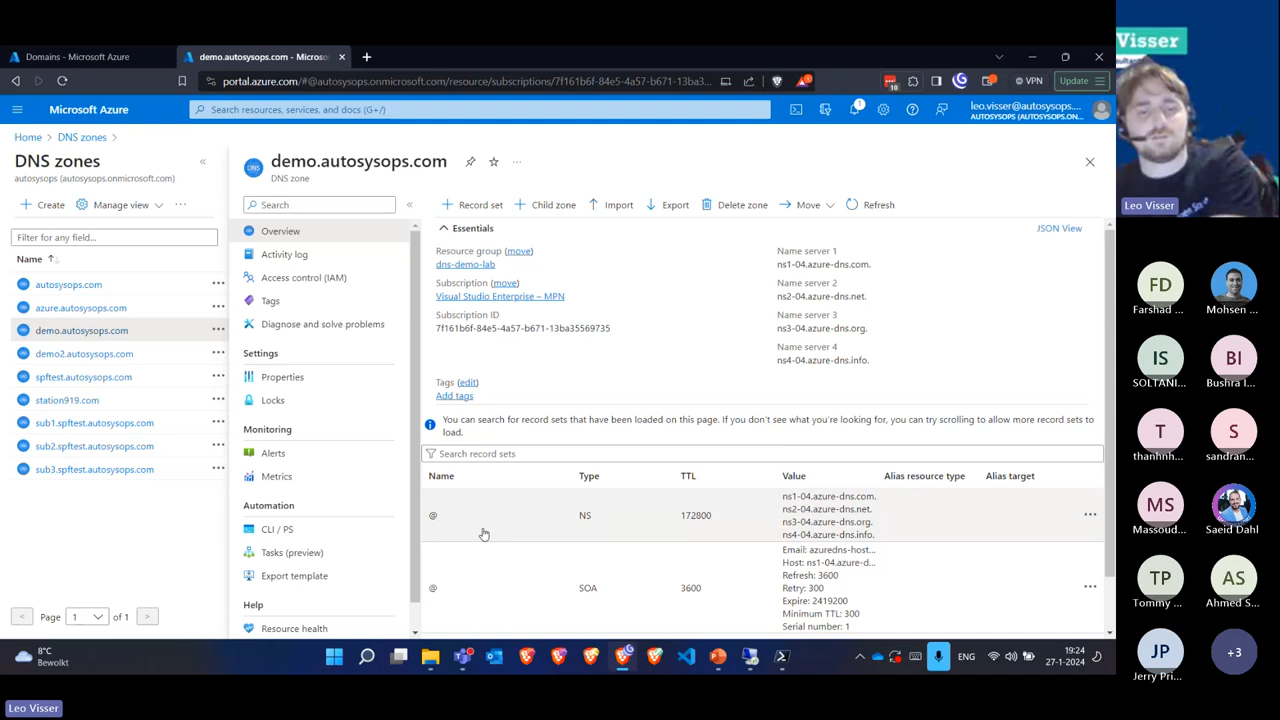 Domains - Microsoft Azure
demo.autosysops.com - Microso
portal.azure.com/#@autosysops.onmicrosoft.com/resource/subscriptions/7f161b6f-84e5-4a57-b671-13ba3...
10
VPN
Update
Microsoft Azure
Search resources, services, and docs (G+/)
1
leo.visser@autosysops....
AUTOSYSOPS (AUTOSYSOPS.ON...
Home
DNS zones
DNS zones
autosysops (autosysops.onmicrosoft.com)
Create
Manage view
Filter for any field...
Name
autosysops.com
azure.autosysops.com
demo.autosysops.com
demo2.autosysops.com
spftest.autosysops.com
station919.com
sub1.spftest.autosysops.com
sub2.spftest.autosysops.com
sub3.spftest.autosysops.com
Page
1
of 1
DNS
demo.autosysops.com
DNS zone
Search
Overview
Activity log
Access control (IAM)
Tags
Diagnose and solve problems
Settings
Properties
Locks
Monitoring
Alerts
Metrics
Automation
CLI / PS
Tasks (preview)
Export template
Help
Resource health
Record set
Child zone
Import
Export
Delete zone
Move
Refresh
Essentials
JSON View
Resource group (move)
dns-demo-lab
Subscription (move)
Visual Studio Enterprise – MPN
Subscription ID
7f161b6f-84e5-4a57-b671-13ba35569735
Name server 1
ns1-04.azure-dns.com.
Name server 2
ns2-04.azure-dns.net.
Name server 3
ns3-04.azure-dns.org.
Name server 4
ns4-04.azure-dns.info.
Tags (edit)
Add tags
You can search for record sets that have been loaded on this page. If you don't see what you're looking for, you can try scrolling to allow more record sets to
load.
Search record sets
Name
Type
TTL
Value
Alias resource type
Alias target
@
NS
172800
ns1-04.azure-dns.com.
ns2-04.azure-dns.net.
ns3-04.azure-dns.org.
ns4-04.azure-dns.info.
@
SOA
3600
Email: azuredns-host...
Host: ns1-04.azure-d...
Refresh: 3600
Retry: 300
Expire: 2419200
Minimum TTL: 300
Serial number: 1
8°C
Bewolkt
ENG
19:24
27-1-2024
Leo Visser
Visser
Leo Visser
FD
Farshad ...
Mohsen ...
IS
SOLTANI...
BI
Bushra I...
T
thanhnh...
S
sandran...
MS
Massoud...
Saeid Dahl
TP
Tommy ...
AS
Ahmed S...
JP
Jerry Pri...
+3